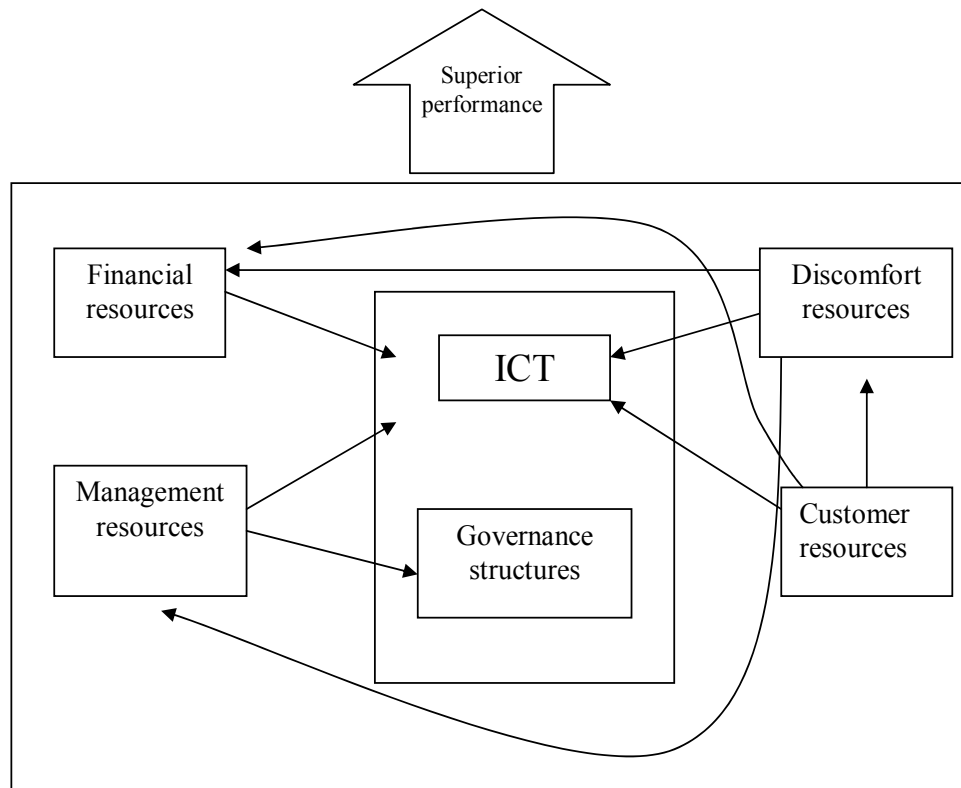 Superior
performance
Financial
resources
Discomfort
resources
ICT
Management
resources
Customer
resources
Governance
structures